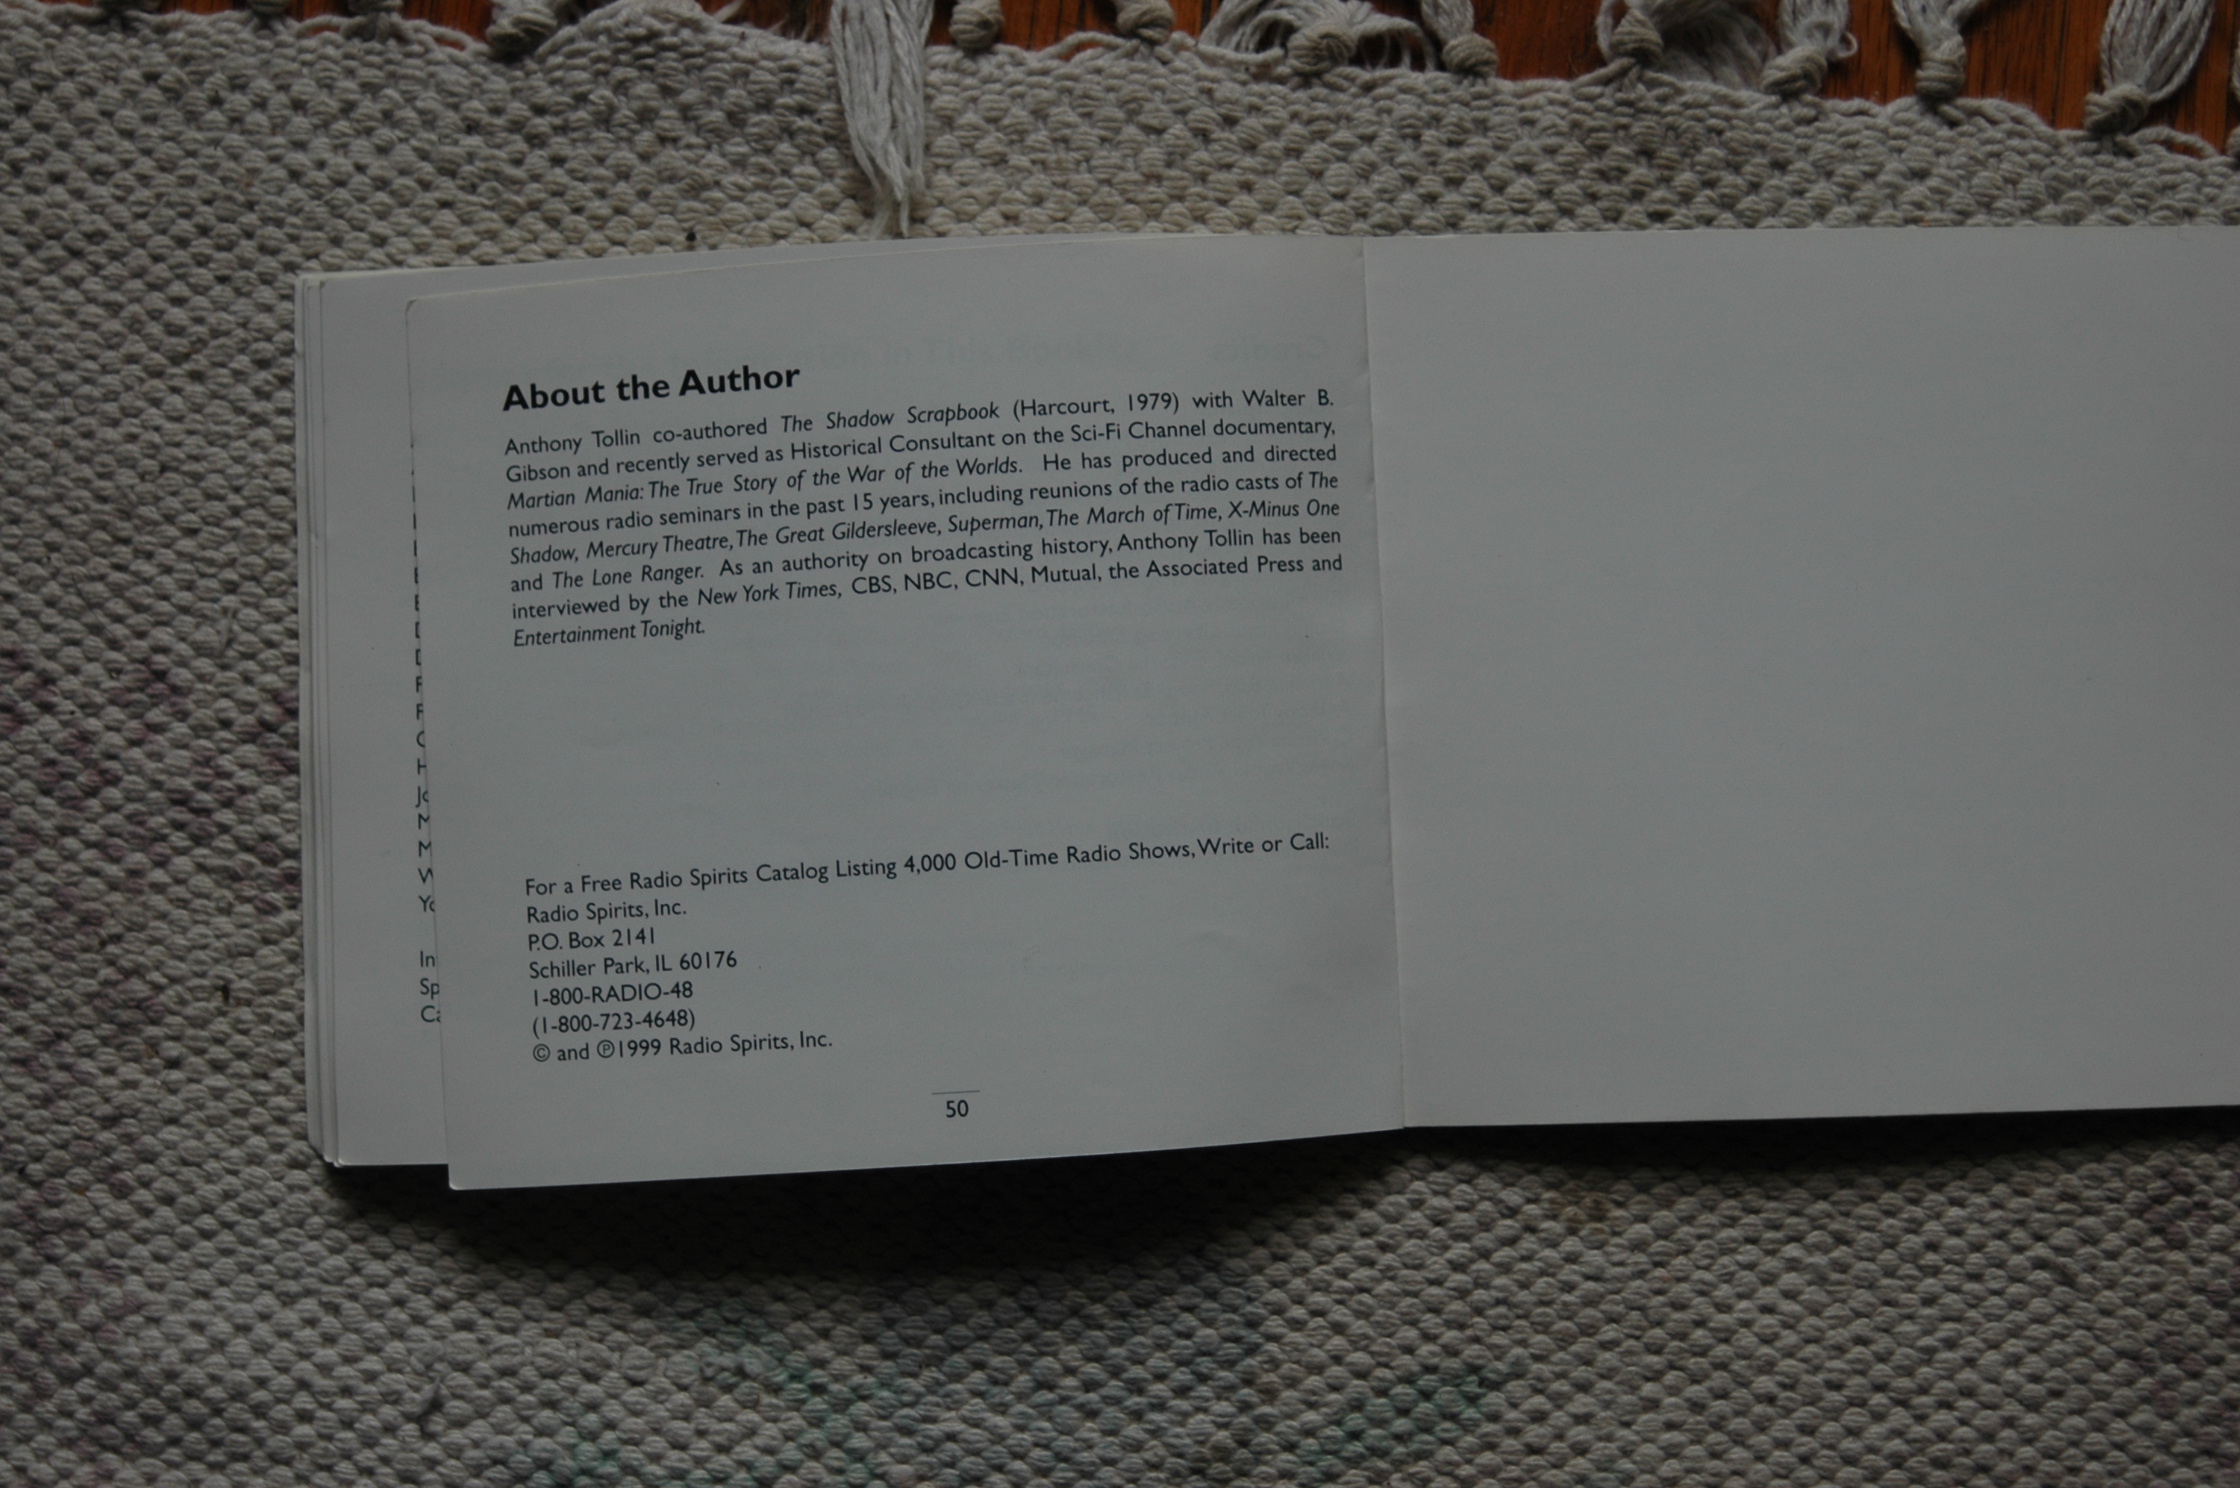 About the Author
Anthony Tollin co-authored The Shadow Scrapbook (Harcourt, 1979) with Walter B.
Gibson and recently served as Historical Consultant on the Sci-Fi Channel documentary,
Martian Mania: The True Story of the War of the Worlds. He has produced and directed
numerous radio seminars in the past 15 years, including reunions of the radio casts of The
Shadow, Mercury Theatre, The Great Gildersleeve, Superman, The March of Time, X-Minus One
and The Lone Ranger. As an authority on broadcasting history, Anthony Tollin has been
interviewed by the New York Times, CBS, NBC, CNN, Mutual, the Associated Press and
Entertainment Tonight.
For a Free Radio Spirits Catalog Listing 4,000 Old-Time Radio Shows, Write or Call:
Radio Spirits, Inc.
P.O. Box 2141
Schiller Park, IL 60176
1-800-RADIO-48
(1-800-723-4648)
© and ℗1999 Radio Spirits, Inc.
50